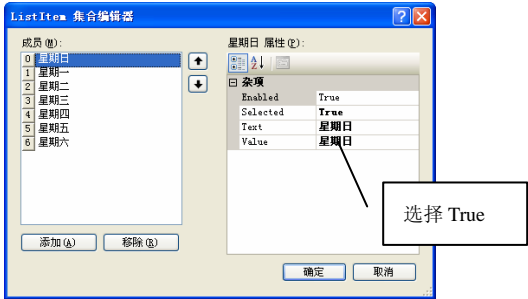 ListItem 集合编辑器
成员(M):
0 星期日
1 星期一
2 星期二
3 星期三
4 星期四
5 星期五
6 星期六
添加(A)
移除(R)
星期日 属性(P):
杂项
Enabled True
Selected True
Text 星期日
Value 星期日
选择 True
确定
取消